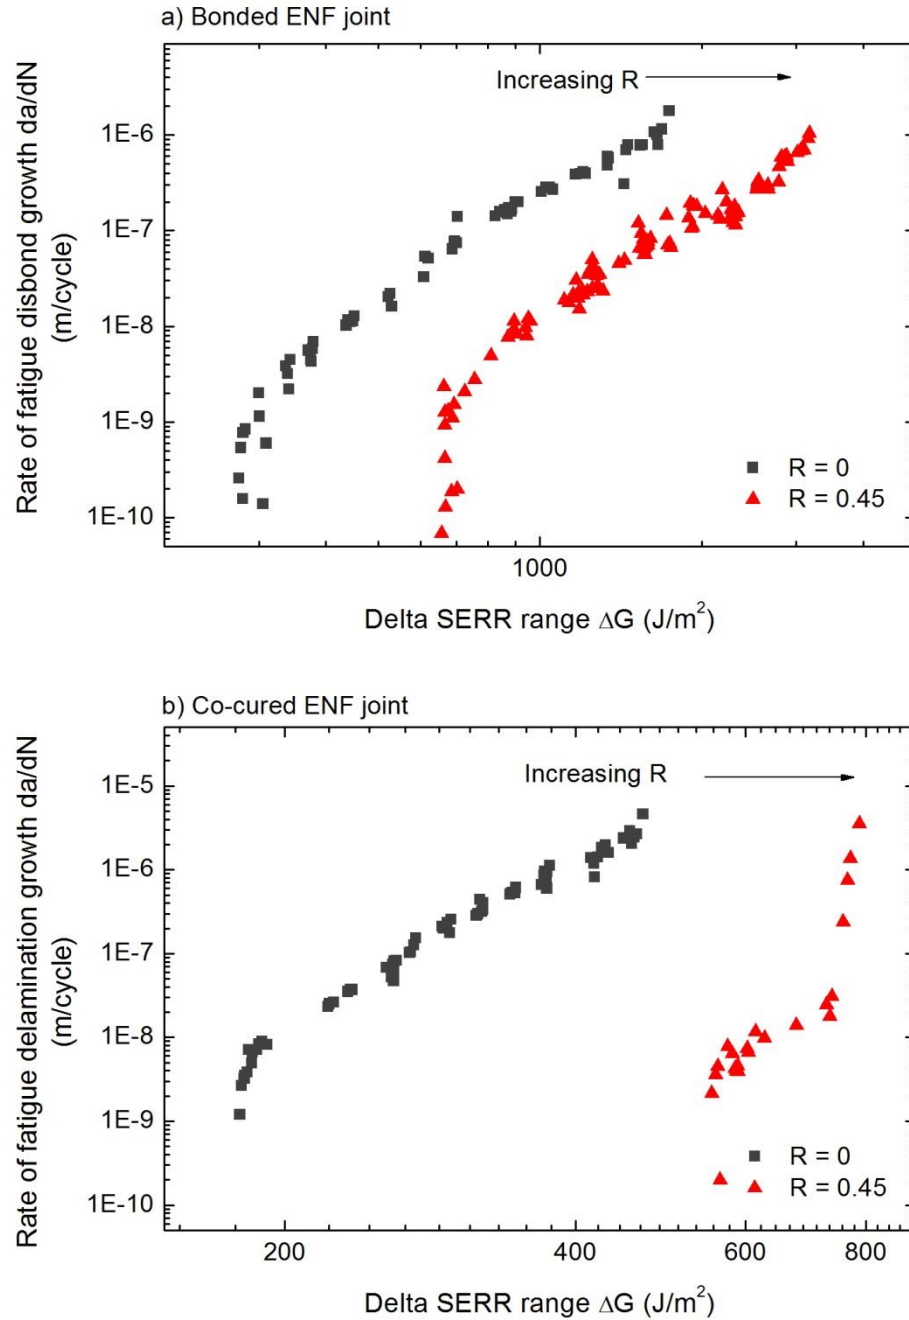 a) Bonded ENF joint
Rate of fatigue disbond growth da/dN
(m/cycle)
1E-6
1E-7
1E-8
1E-9
1E-10
Increasing R
R = 0
R = 0.45
1000
Delta SERR range ΔG (J/m²)
b) Co-cured ENF joint
Rate of fatigue delamination growth da/dN
(m/cycle)
1E-5
1E-6
1E-7
1E-8
1E-9
1E-10
Increasing R
R = 0
R = 0.45
200
400
600
800
Delta SERR range ΔG (J/m²)